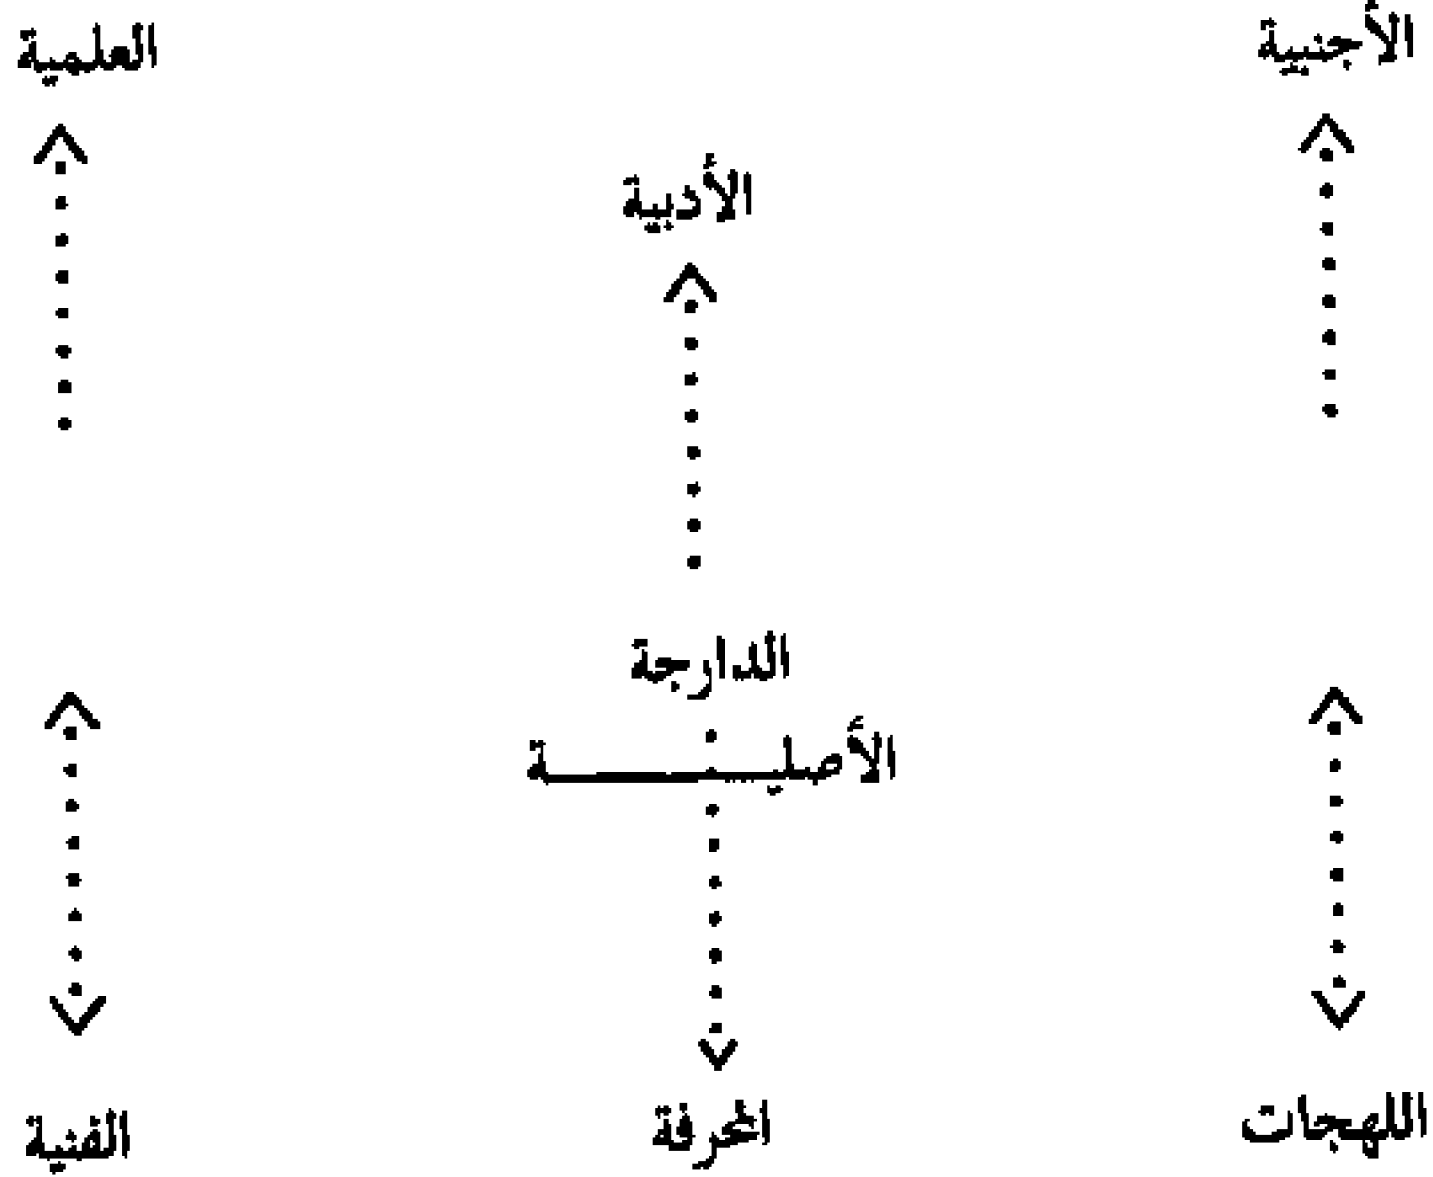 الأجنبية
العلمية
الأدبية
الدارجة
الأصليـــــــــة
اللهجات
المحرفة
الفنية